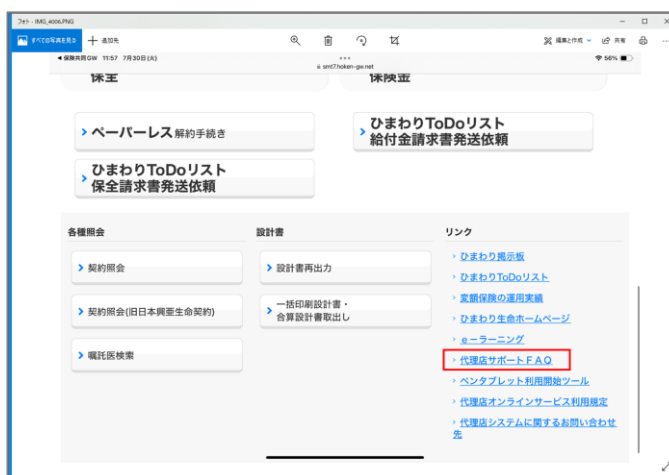 フォト - IMG_4006.PNG
すべての写真を見る
追加先
編集と作成
共有
保険共同GW 11:57 7月30日(火)
smt7.hoken-gw.net
56%
保全
保険金
ペーパーレス 解約手続き
ひまわりToDoリスト
給付金請求書発送依頼
ひまわりToDoリスト
保全請求書発送依頼
各種照会
契約照会
契約照会(旧日本興亜生命契約)
嘱託医検索
設計書
設計書再出力
一括印刷設計書・
合算設計書取出し
リンク
ひまわり掲示板
ひまわりToDoリスト
変額保険の運用実績
ひまわり生命ホームページ
e-ラーニング
代理店サポートFAQ
ペンタブレット利用開始ツール
代理店オンラインサービス利用規定
代理店システムに関するお問い合わせ
先